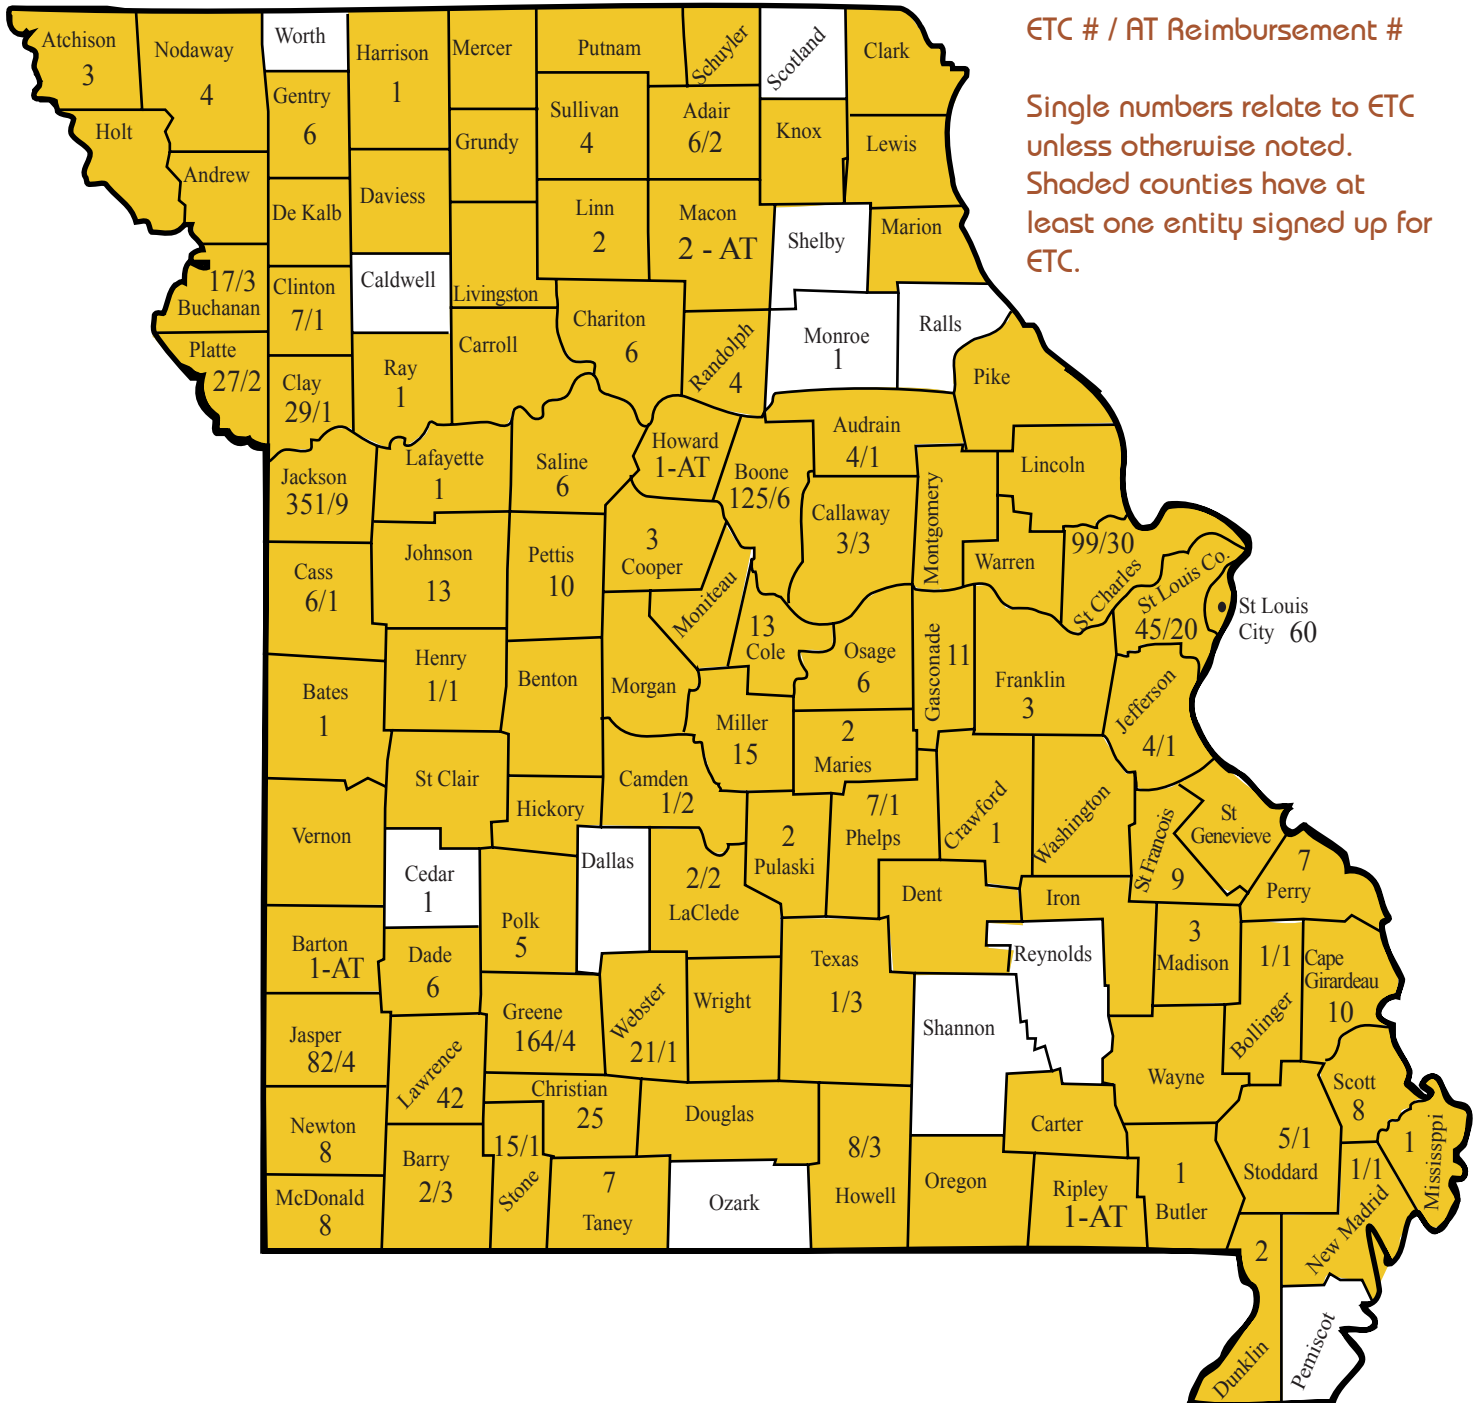 ETC # / AT Reimbursement #
Single numbers relate to ETC
unless otherwise noted.
Shaded counties have at
least one entity signed up for
ETC.
Atchison
3
Nodaway
4
Worth
Harrison
1
Mercer
Putnam
Schuyler
Scotland
Clark
Holt
Gentry
6
Sullivan
4
Adair
6/2
Knox
Lewis
Grundy
Andrew
De Kalb
Daviess
Linn
2
Macon
2 - AT
Shelby
Marion
17/3
Buchanan
Clinton
7/1
Caldwell
Livingston
Chariton
6
Randolph
4
Monroe
1
Ralls
Platte
27/2
Clay
29/1
Ray
1
Carroll
Pike
Audrain
4/1
Jackson
351/9
Lafayette
1
Saline
6
Howard
1-AT
Boone
125/6
Callaway
3/3
Montgomery
Lincoln
Warren
99/30
St Charles
St Louis Co.
45/20
St Louis
City 60
Cass
6/1
Johnson
13
Pettis
10
3
Cooper
Moniteau
13
Cole
Osage
6
Gasconade
11
Franklin
3
Jefferson
4/1
Bates
1
Henry
1/1
Benton
Morgan
Miller
15
2
Maries
St Clair
Camden
1/2
Hickory
Vernon
7/1
Phelps
Crawford
1
Washington
St Francois
9
St
Genevieve
7
Perry
Cedar
1
Dallas
2/2
LaClede
2
Pulaski
Dent
Iron
Polk
5
Barton
1-AT
Dade
6
Texas
1/3
Reynolds
3
Madison
1/1
Bollinger
Cape
Girardeau
10
Jasper
82/4
Lawrence
42
Greene
164/4
Webster
21/1
Wright
Shannon
Wayne
Scott
8
Mississppi
1
Newton
8
Christian
25
Douglas
Carter
5/1
Stoddard
Barry
2/3
15/1
Stone
7
Taney
Ozark
8/3
Howell
Oregon
Ripley
1-AT
1
Butler
1/1
New Madrid
McDonald
8
2
Dunklin
Pemiscot